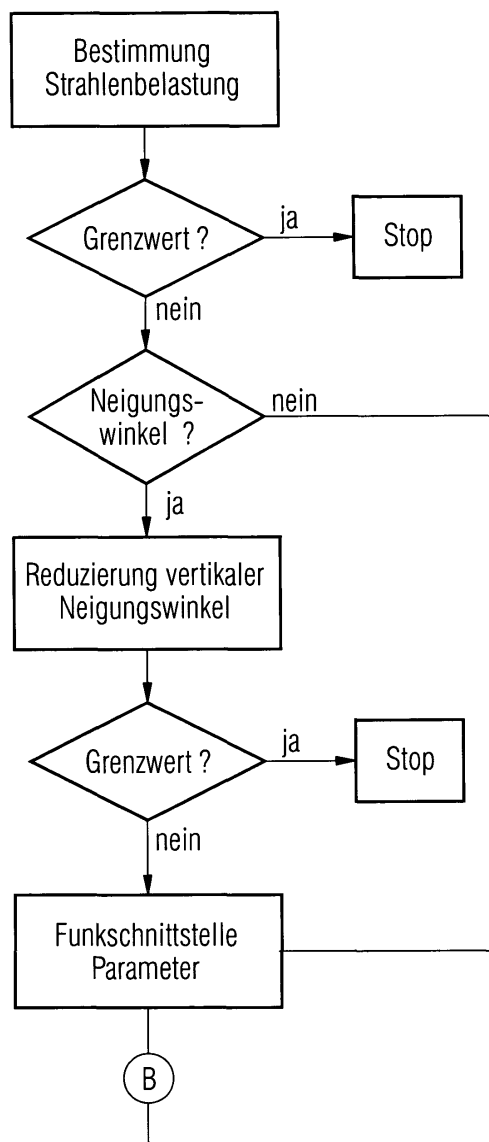 Bestimmung
Strahlenbelastung
Grenzwert ?
ja
Stop
nein
Neigungs-
winkel ?
nein
ja
Reduzierung vertikaler
Neigungswinkel
Grenzwert ?
ja
Stop
nein
Funkschnittstelle
Parameter
B